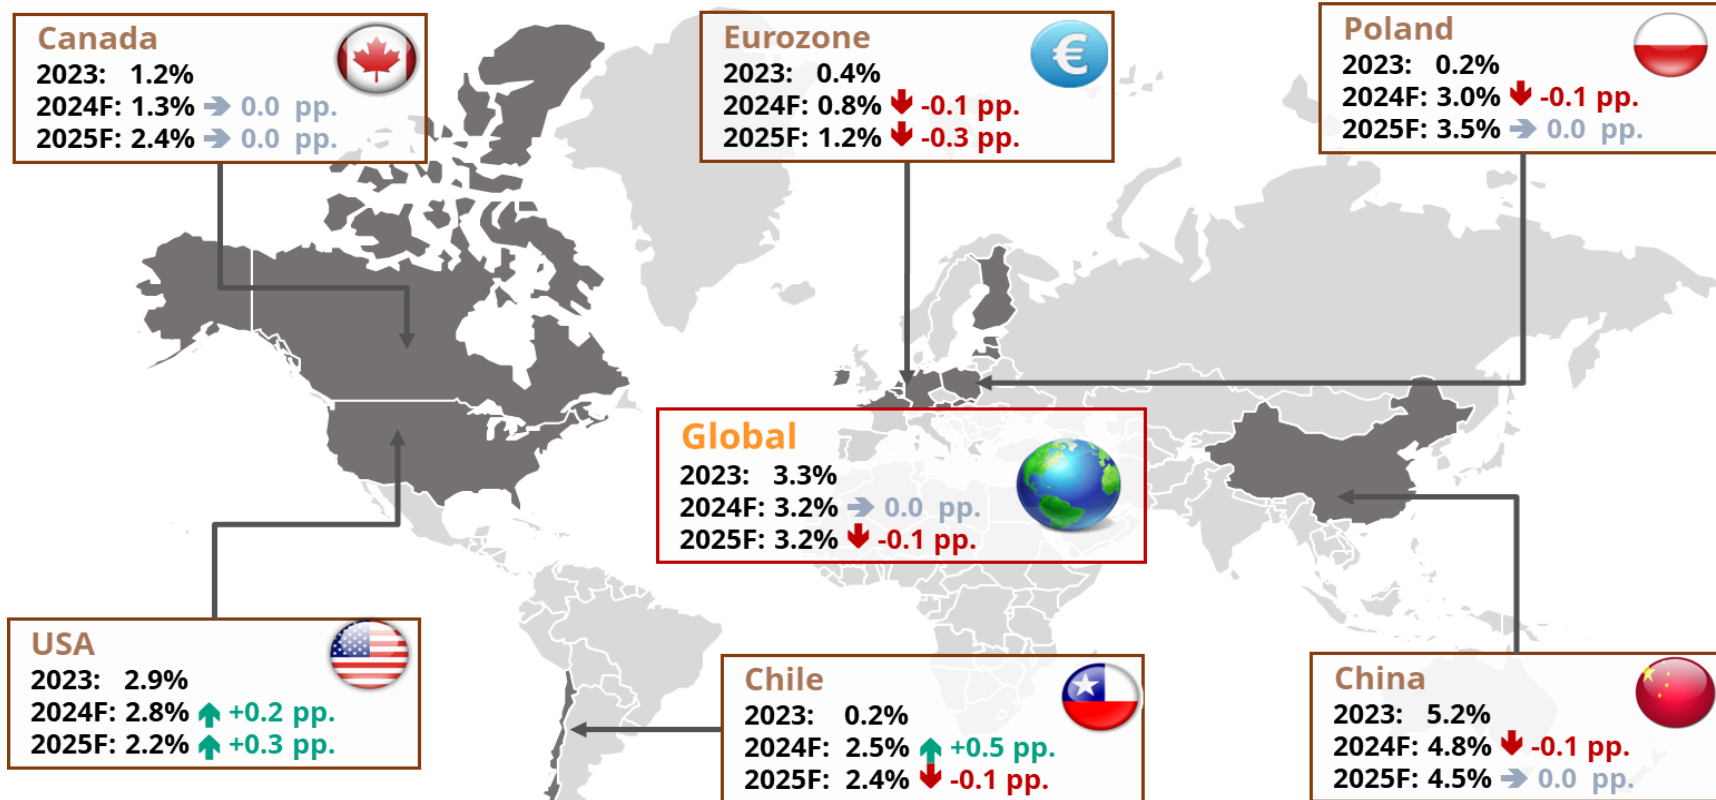 Canada
2023: 1.2%
2024F: 1.3% 0.0 pp.
2025F: 2.4% 0.0 pp.
Eurozone
€
2023: 0.4%
2024F: 0.8% -0.1 pp.
2025F: 1.2% -0.3 pp.
Poland
2023: 0.2%
2024F: 3.0% -0.1 pp.
2025F: 3.5% 0.0 pp.
Global
2023: 3.3%
2024F: 3.2% 0.0 pp.
2025F: 3.2% -0.1 pp.
USA
2023: 2.9%
2024F: 2.8% +0.2 pp.
2025F: 2.2% +0.3 pp.
Chile
2023: 0.2%
2024F: 2.5% +0.5 pp.
2025F: 2.4% -0.1 pp.
China
2023: 5.2%
2024F: 4.8% -0.1 pp.
2025F: 4.5% 0.0 pp.